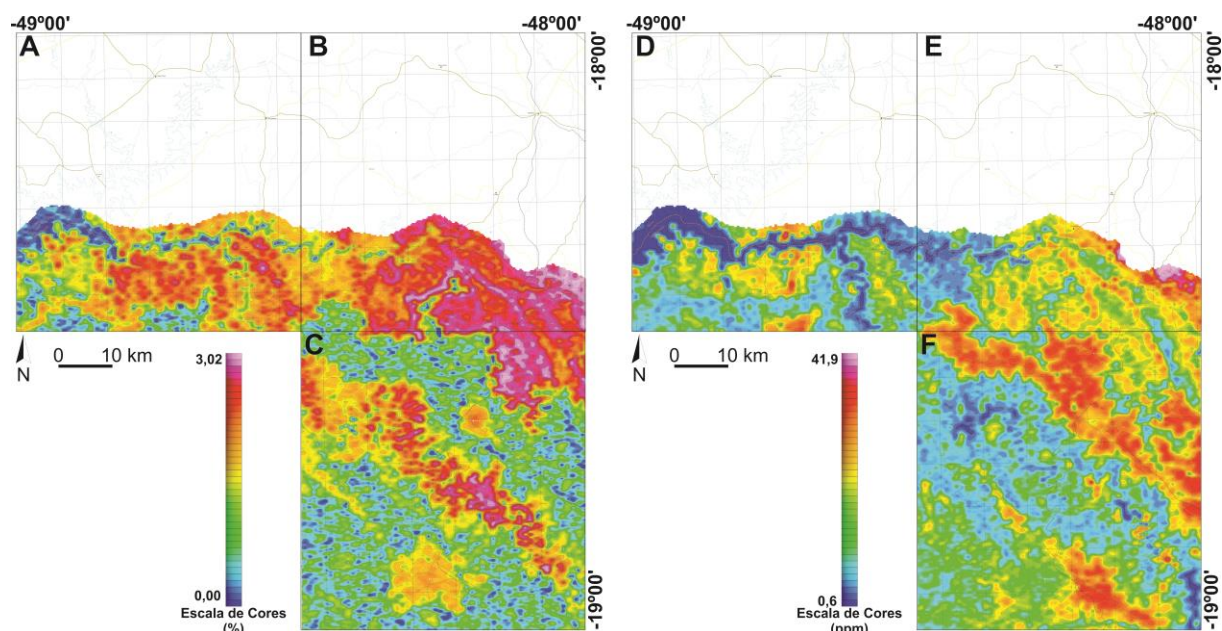 -49º00' -48º00' -49º00' -48º00'
A B D E
-18º00' -18º00'
C F
N 0 10 km N 0 10 km
3,02 41,9
0,00 0,6
Escala de Cores Escala de Cores
(%) (ppm)
-19º00' -19º00'